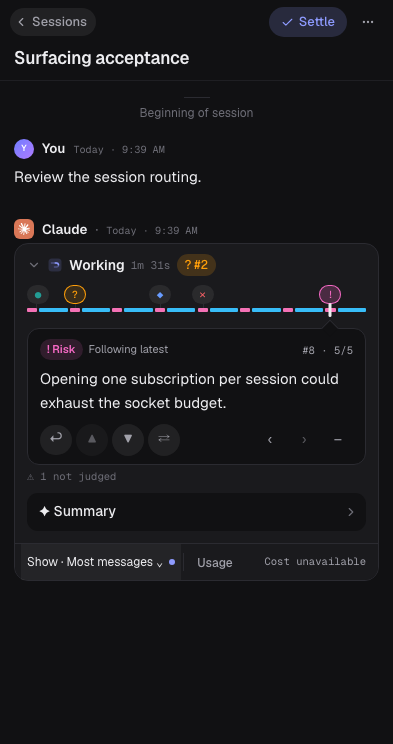 Sessions
Settle
Surfacing acceptance
Beginning of session
Y You Today · 9:39 AM
Review the session routing.
Claude · Today · 9:39 AM
Working 1m 31s ? #2
? ◆ × !
! Risk Following latest #8 · 5/5
Opening one subscription per session could
exhaust the socket budget.
⚠ 1 not judged
✦ Summary
Show · Most messages Usage Cost unavailable